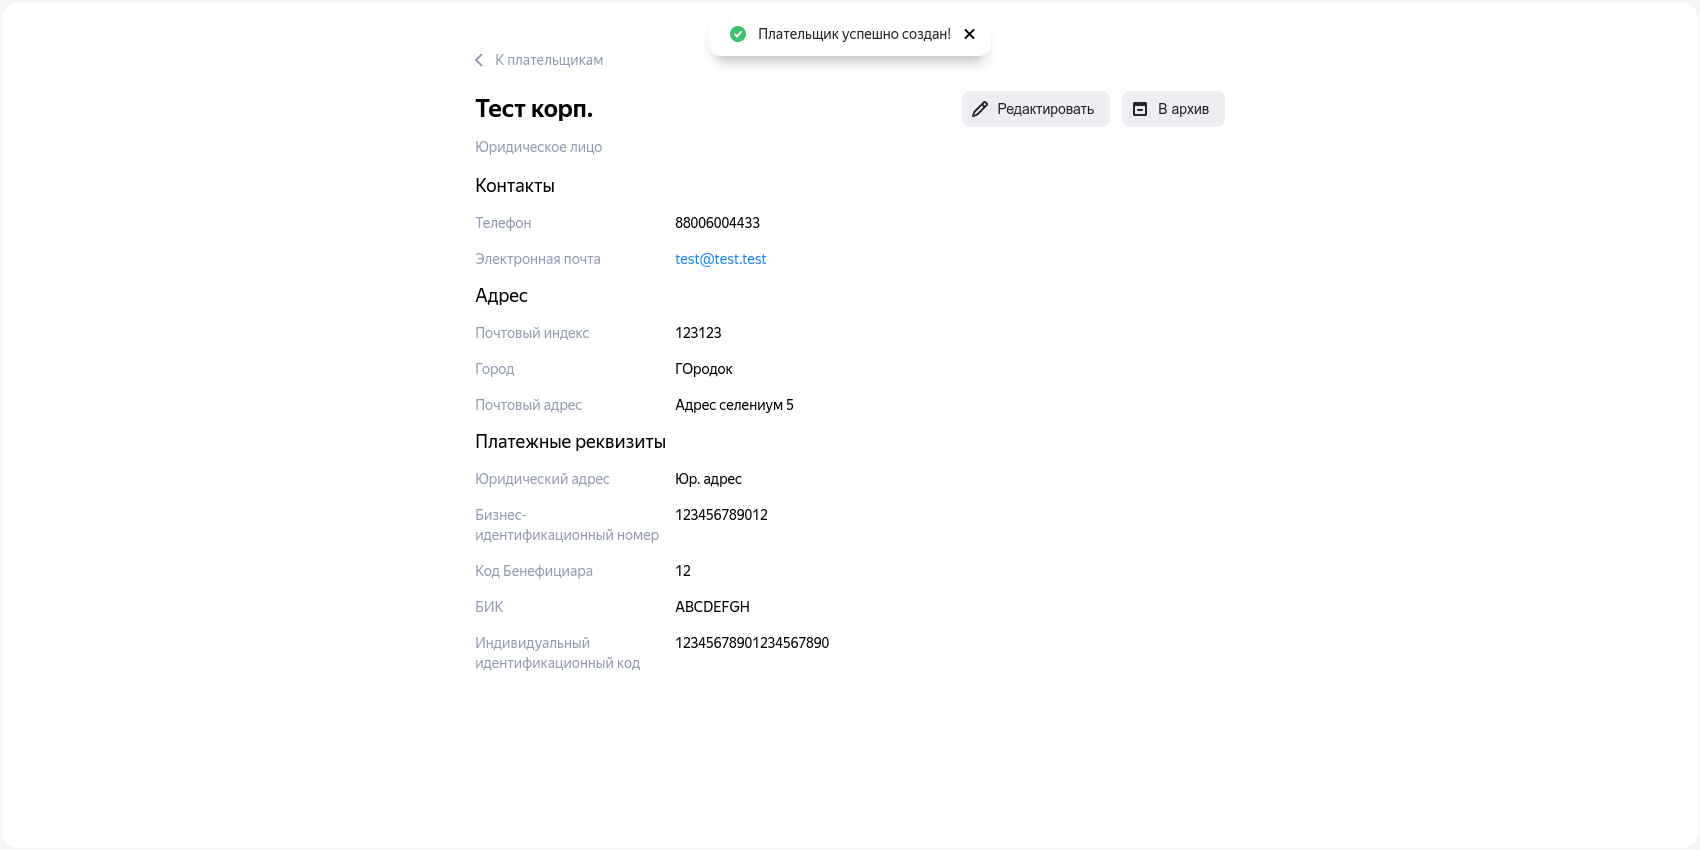 Плательщик успешно создан!
К плательщикам
Тест корп.
Редактировать
В архив
Юридическое лицо
Контакты
Телефон 88006004433
Электронная почта test@test.test
Адрес
Почтовый индекс 123123
Город ГОродок
Почтовый адрес Адрес селениум 5
Платежные реквизиты
Юридический адрес Юр. адрес
Бизнес- 123456789012
идентификационный номер
Код Бенефициара 12
БИК ABCDEFGH
Индивидуальный 12345678901234567890
идентификационный код